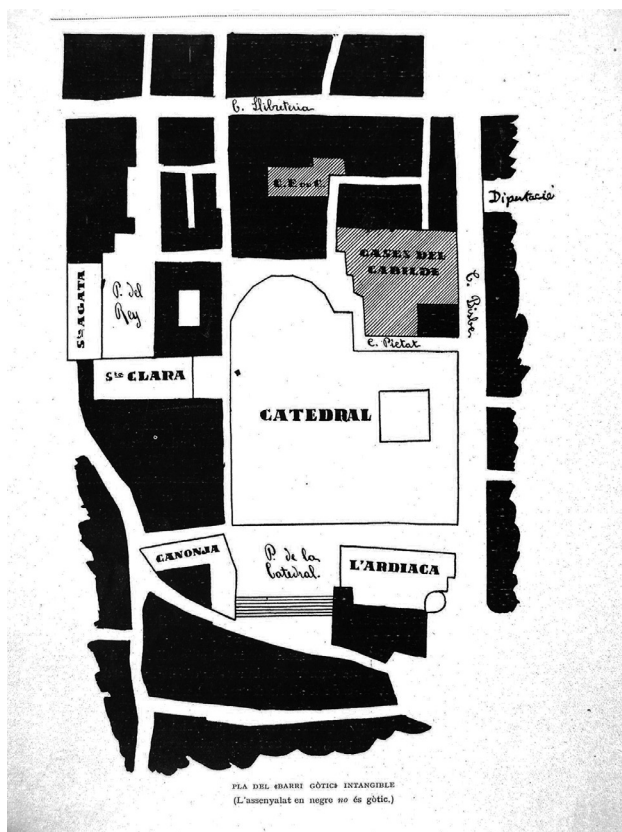 C. Llibreteria
C. E. DE C.
Diputació
CASES DEL
CABILDE
Sta AGATA
P. del
Rey
C. Bisbe
C. Pietat
Sta CLARA
CATEDRAL
CANONJA
P. de la
Catedral.
L'ARDIACA
PLA DEL «BARRI GÒTIC» INTANGIBLE
(L'assenyalat en negre no és gòtic.)